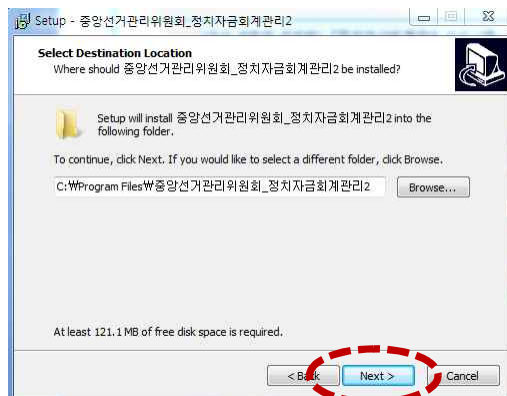 Setup - 중앙선거관리위원회_정치자금회계관리2
Select Destination Location
Where should 중앙선거관리위원회_정치자금회계관리2 be installed?
Setup will install 중앙선거관리위원회_정치자금회계관리2 into the
following folder.
To continue, click Next. If you would like to select a different folder, click Browse.
C:₩Program Files₩중앙선거관리위원회_정치자금회계관리2
Browse...
At least 121.1 MB of free disk space is required.
< Back
Next >
Cancel